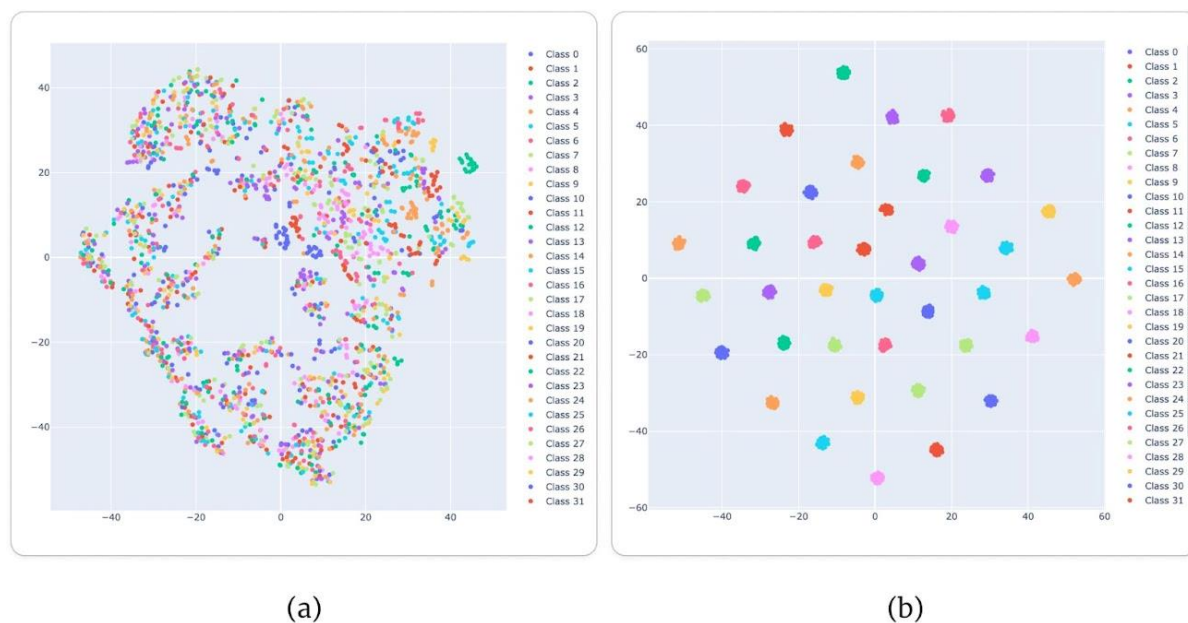 40
20
0
−20
−40
−40
−20
0
20
40
Class 0
Class 1
Class 2
Class 3
Class 4
Class 5
Class 6
Class 7
Class 8
Class 9
Class 10
Class 11
Class 12
Class 13
Class 14
Class 15
Class 16
Class 17
Class 18
Class 19
Class 20
Class 21
Class 22
Class 23
Class 24
Class 25
Class 26
Class 27
Class 28
Class 29
Class 30
Class 31
(a)
60
40
20
0
−20
−40
−60
−40
−20
0
20
40
60
Class 0
Class 1
Class 2
Class 3
Class 4
Class 5
Class 6
Class 7
Class 8
Class 9
Class 10
Class 11
Class 12
Class 13
Class 14
Class 15
Class 16
Class 17
Class 18
Class 19
Class 20
Class 21
Class 22
Class 23
Class 24
Class 25
Class 26
Class 27
Class 28
Class 29
Class 30
Class 31
(b)